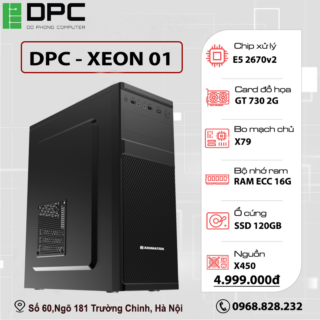 DPC
DO PHONG COMPUTER
DPC - XEON 01
Chip xử lý
E5 2670v2
Card đồ họa
GT 730 2G
Bo mạch chủ
X79
Bộ nhớ ram
RAM ECC 16G
Ổ cứng
SSD 120GB
Nguồn
X450
4.999.000đ
Số 60,Ngõ 181 Trường Chinh, Hà Nội
0968.828.232